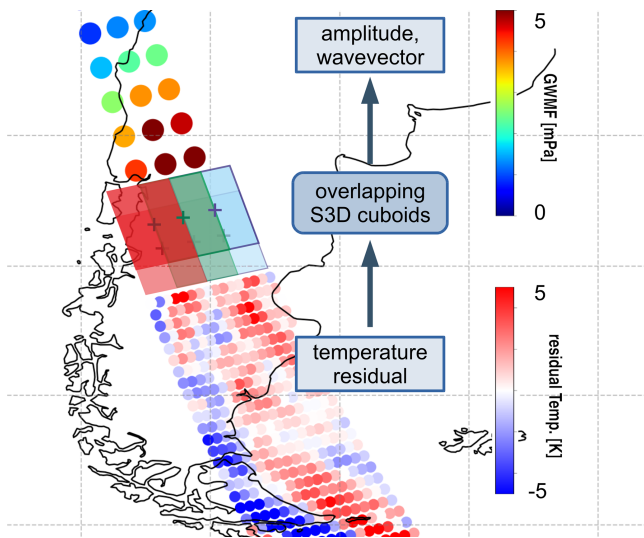 amplitude,
wavevector
5
GWMF [mPa]
0
overlapping
S3D cuboids
5
residual Temp. [K]
-5
temperature
residual